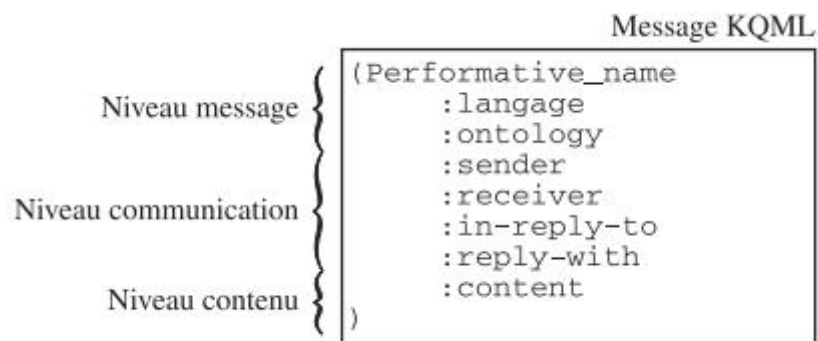 Message KQML
Niveau message
(Performative_name
:langage
:ontology
Niveau communication
:sender
:receiver
:in-reply-to
:reply-with
Niveau contenu
:content
)